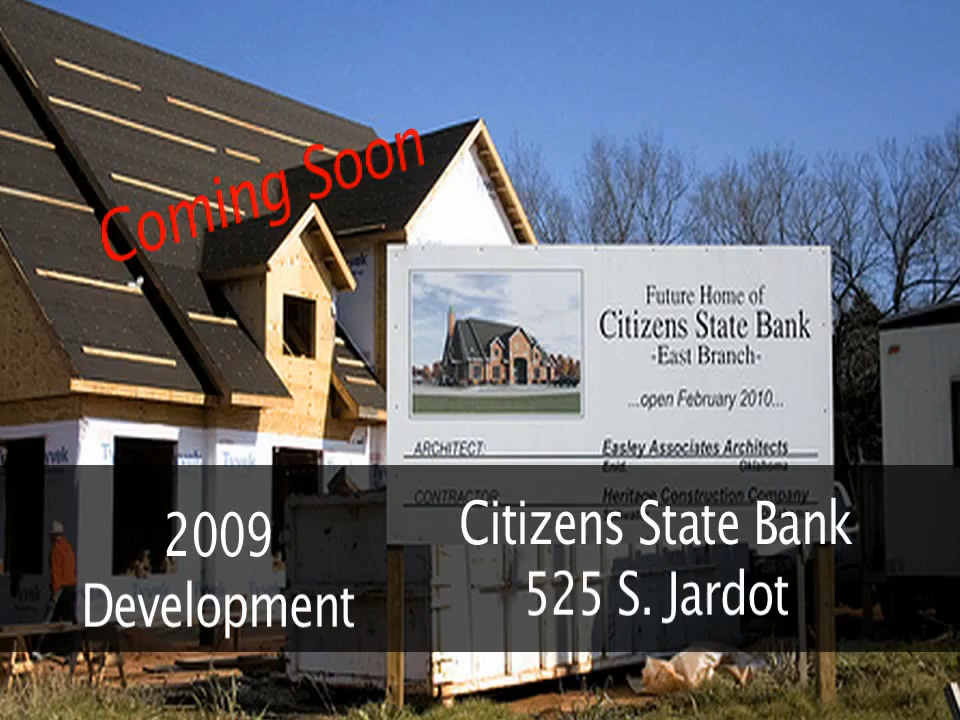 Coming Soon
Future Home of
Citizens State Bank
-East Branch-
...open February 2010...
ARCHITECT: Easley Associates Architects
Enid, Oklahoma
CONTRACTOR Heritage Construction Company
Tyvek
2009
Development
Citizens State Bank
525 S. Jardot